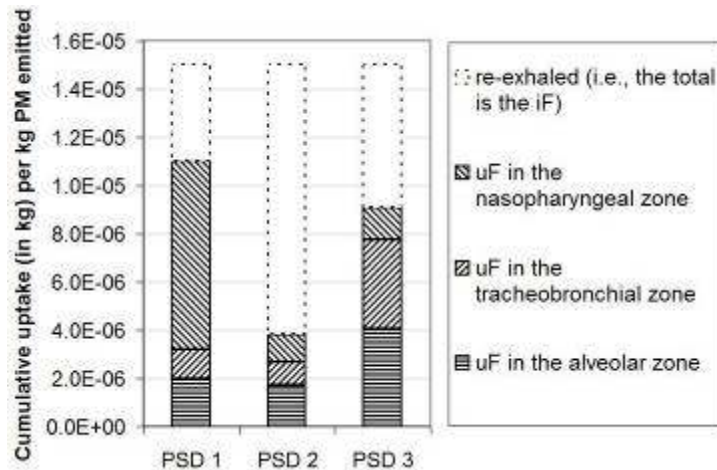 Cumulative uptake (in kg) per kg PM emitted
1.6E-05
1.4E-05
1.2E-05
1.0E-05
8.0E-06
6.0E-06
4.0E-06
2.0E-06
0.0E+00
PSD 1 PSD 2 PSD 3
re-exhaled (i.e., the total
is the iF)
uF in the
nasopharyngeal zone
uF in the
tracheobronchial zone
uF in the alveolar zone